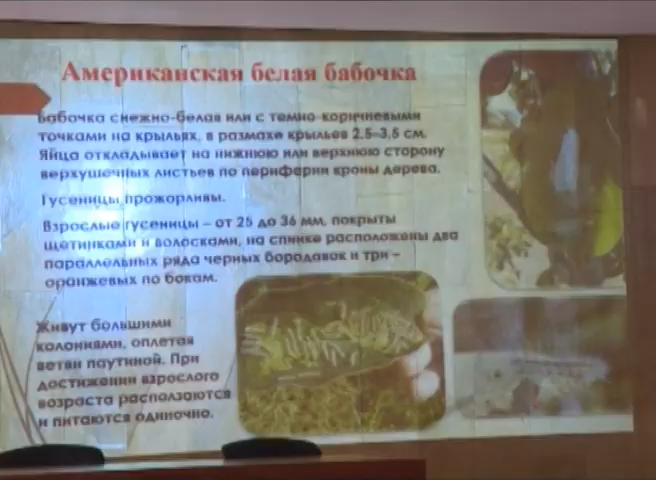 Американская белая бабочка
Бабочка снежно-белая или с темно-коричневыми
точками на крыльях, в размахе крыльев 2,5–3,5 см.
Яйца откладывает на нижнюю или верхнюю сторону
верхушечных листьев по периферии кроны дерева.
Гусеницы прожорливы.
Взрослые гусеницы – от 25 до 36 мм, покрыты
щетинками и волосками, на спинке расположены два
параллельных ряда черных бородавок и три –
оранжевых по бокам.
Живут большими
колониями, оплетая
ветви паутиной. При
достижении взрослого
возраста расползаются
и питаются одиночно.